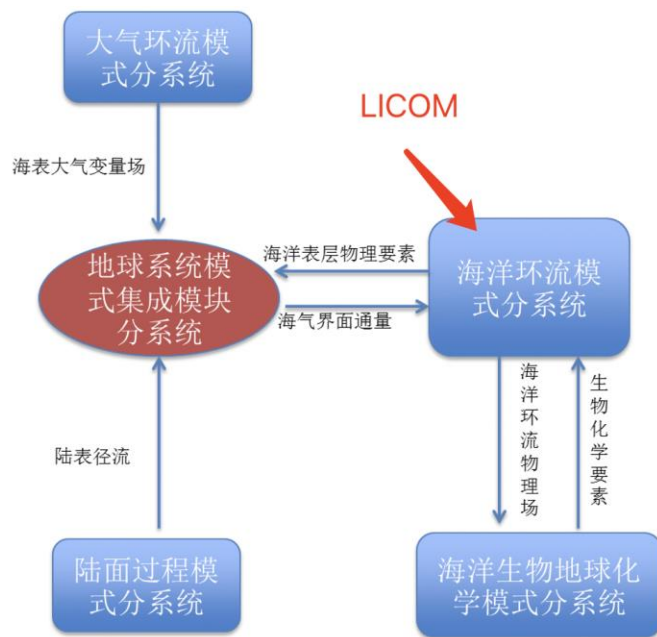 大气环流模
式分系统
LICOM
海表大气变量场
地球系统模
式集成模块
分系统
海洋表层物理要素
海气界面通量
海洋环流模
式分系统
海洋环流物理场
生物化学要素
陆表径流
陆面过程模
式分系统
海洋生物地球化
学模式分系统